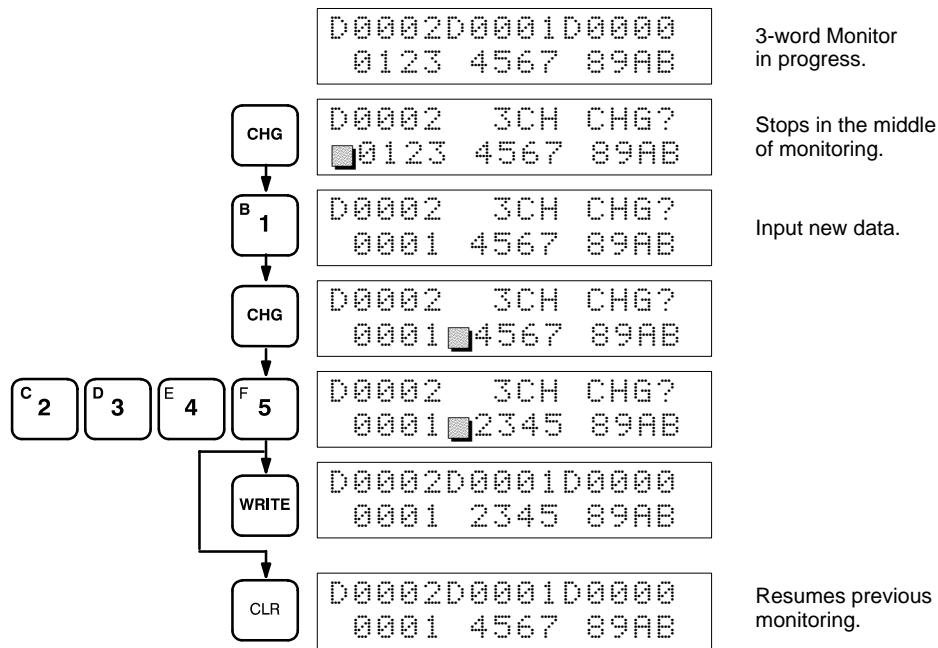 D0002D0001D0000
0123 4567 89AB
3-word Monitor
in progress.
CHG
D0002 3CH CHG?
0123 4567 89AB
Stops in the middle
of monitoring.
B 1
D0002 3CH CHG?
0001 4567 89AB
Input new data.
CHG
D0002 3CH CHG?
0001 4567 89AB
C 2 D 3 E 4 F 5
D0002 3CH CHG?
0001 2345 89AB
WRITE
D0002D0001D0000
0001 2345 89AB
CLR
D0002D0001D0000
0001 4567 89AB
Resumes previous
monitoring.